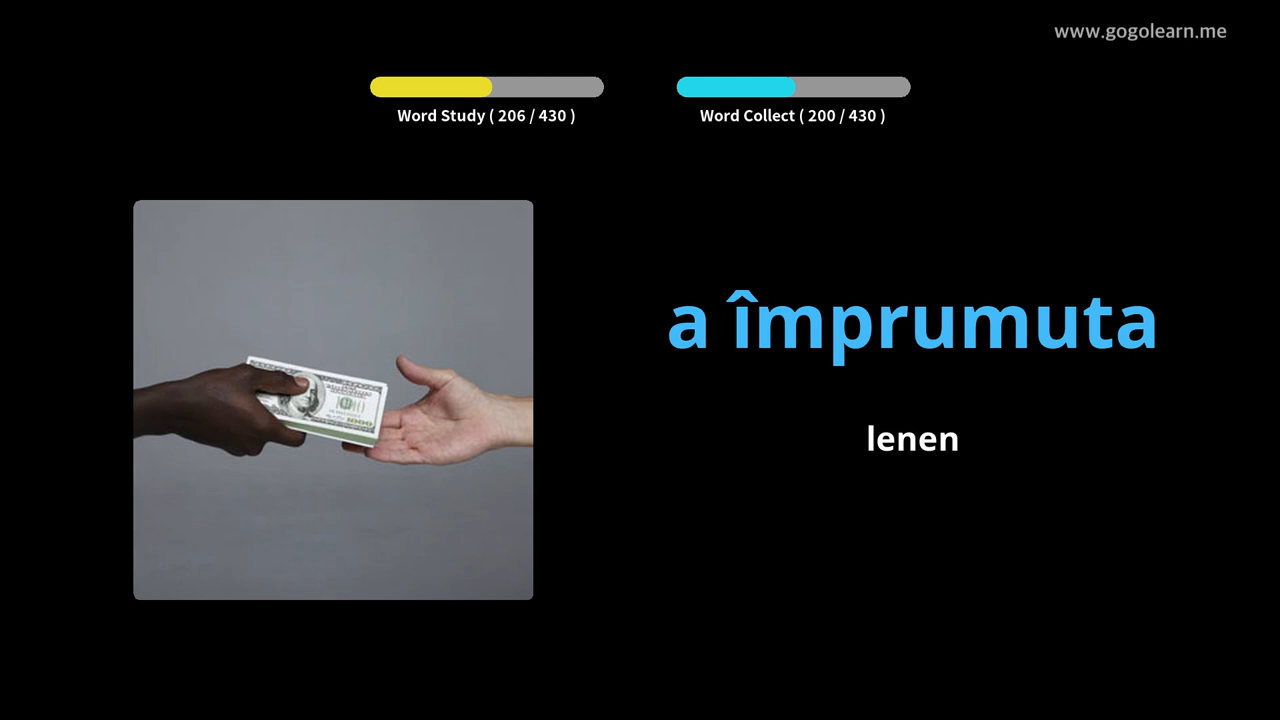 www.gogolearn.me
Word Study ( 206 / 430 )
Word Collect ( 200 / 430 )
a împrumuta
lenen